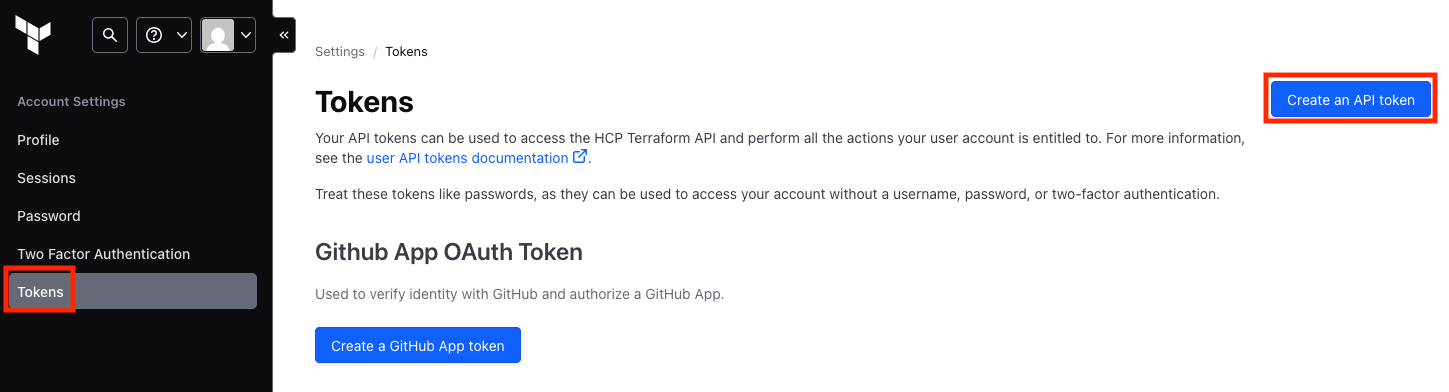 Account Settings
Profile
Sessions
Password
Two Factor Authentication
Tokens
Settings / Tokens
Tokens
Create an API token
Your API tokens can be used to access the HCP Terraform API and perform all the actions your user account is entitled to. For more information,
see the user API tokens documentation.
Treat these tokens like passwords, as they can be used to access your account without a username, password, or two-factor authentication.
Github App OAuth Token
Used to verify identity with GitHub and authorize a GitHub App.
Create a GitHub App token